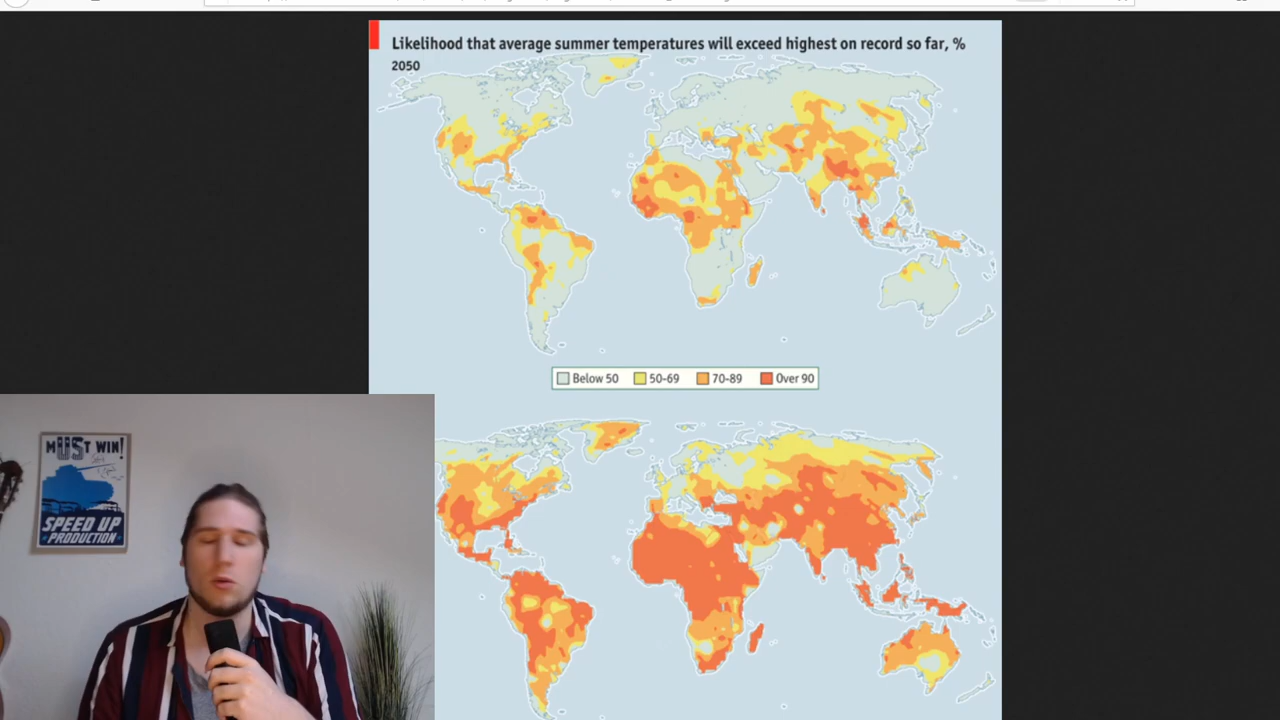 Likelihood that average summer temperatures will exceed highest on record so far, %
2050
Below 50 50-69 70-89 Over 90
MUST WIN!
SPEED UP
PRODUCTION